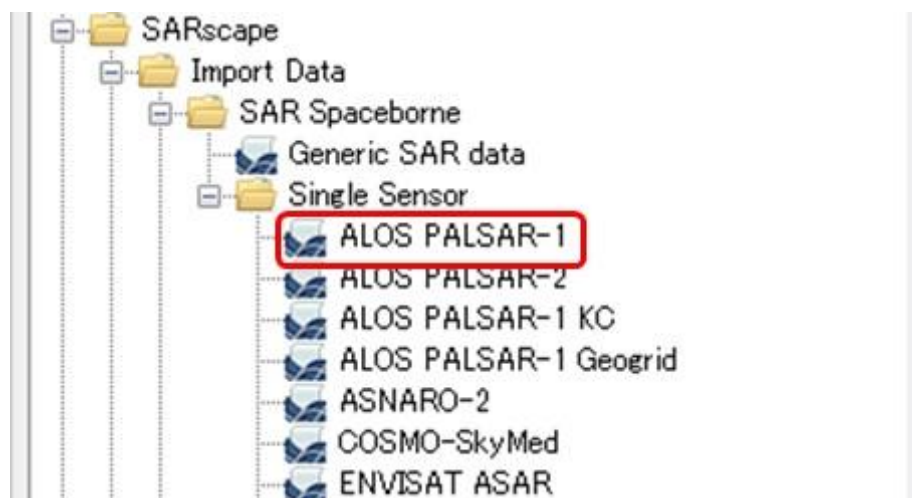 SARscape
Import Data
SAR Spaceborne
Generic SAR data
Single Sensor
ALOS PALSAR-1
ALOS PALSAR-2
ALOS PALSAR-1 KC
ALOS PALSAR-1 Geogrid
ASNARO-2
COSMO-SkyMed
ENVISAT ASAR